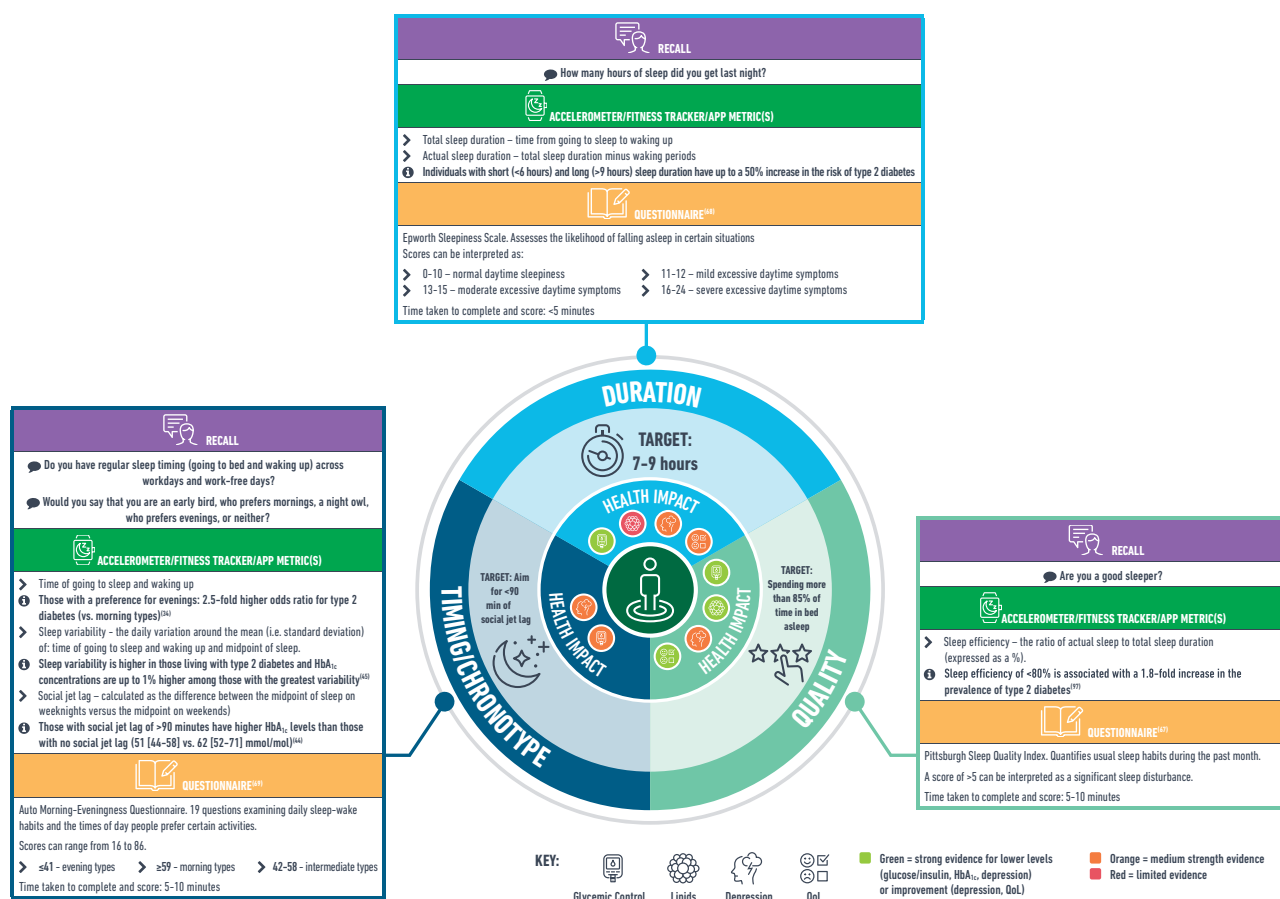 RECALL
How many hours of sleep did you get last night?
ACCELEROMETER/FITNESS TRACKER/APP METRIC(S)
Total sleep duration – time from going to sleep to waking up
Actual sleep duration – total sleep duration minus waking periods
Individuals with short (<6 hours) and long (>9 hours) sleep duration have up to a 50% increase in the risk of type 2 diabetes
QUESTIONNAIRE(68)
Epworth Sleepiness Scale. Assesses the likelihood of falling asleep in certain situations
Scores can be interpreted as:
0-10 – normal daytime sleepiness
11-12 – mild excessive daytime symptoms
13-15 – moderate excessive daytime symptoms
16-24 – severe excessive daytime symptoms
Time taken to complete and score: <5 minutes
RECALL
Do you have regular sleep timing (going to bed and waking up) across
workdays and work-free days?
Would you say that you are an early bird, who prefers mornings, a night owl,
who prefers evenings, or neither?
ACCELEROMETER/FITNESS TRACKER/APP METRIC(S)
Time of going to sleep and waking up
Those with a preference for evenings: 2.5-fold higher odds ratio for type 2
diabetes (vs. morning types)(34)
Sleep variability – the daily variation around the mean (i.e. standard deviation)
of: time of going to sleep and waking up and midpoint of sleep.
Sleep variability is higher in those living with type 2 diabetes and HbA1c
concentrations are up to 1% higher among those with the greatest variability(45)
Social jet lag – calculated as the difference between the midpoint of sleep on
weeknights versus the midpoint on weekends)
Those with social jet lag of >90 minutes have higher HbA1c levels than those
with no social jet lag (51 [44-58] vs. 62 [52-71] mmol/mol)(44)
QUESTIONNAIRE(69)
Auto Morning-Eveningness Questionnaire. 19 questions examining daily sleep-wake
habits and the times of day people prefer certain activities.
Scores can range from 16 to 86.
≤41 - evening types
≥59 - morning types
42-58 - intermediate types
Time taken to complete and score: 5-10 minutes
DURATION
TARGET:
7-9 hours
HEALTH IMPACT
TIMING/CHRONOTYPE
TARGET: Aim
for <90
min of
social jet lag
HEALTH IMPACT
QUALITY
TARGET:
Spending more
than 85% of
time in bed
asleep
HEALTH IMPACT
RECALL
Are you a good sleeper?
ACCELEROMETER/FITNESS TRACKER/APP METRIC(S)
Sleep efficiency – the ratio of actual sleep to total sleep duration
(expressed as a %).
Sleep efficiency of <80% is associated with a 1.8-fold increase in the
prevalence of type 2 diabetes(97)
QUESTIONNAIRE(67)
Pittsburgh Sleep Quality Index. Quantifies usual sleep habits during the past month.
A score of >5 can be interpreted as a significant sleep disturbance.
Time taken to complete and score: 5-10 minutes
KEY:
Glycemic Control
Lipids
Depression
QoL
Green = strong evidence for lower levels
(glucose/insulin, HbA1c, depression)
or improvement (depression, QoL)
Orange = medium strength evidence
Red = limited evidence